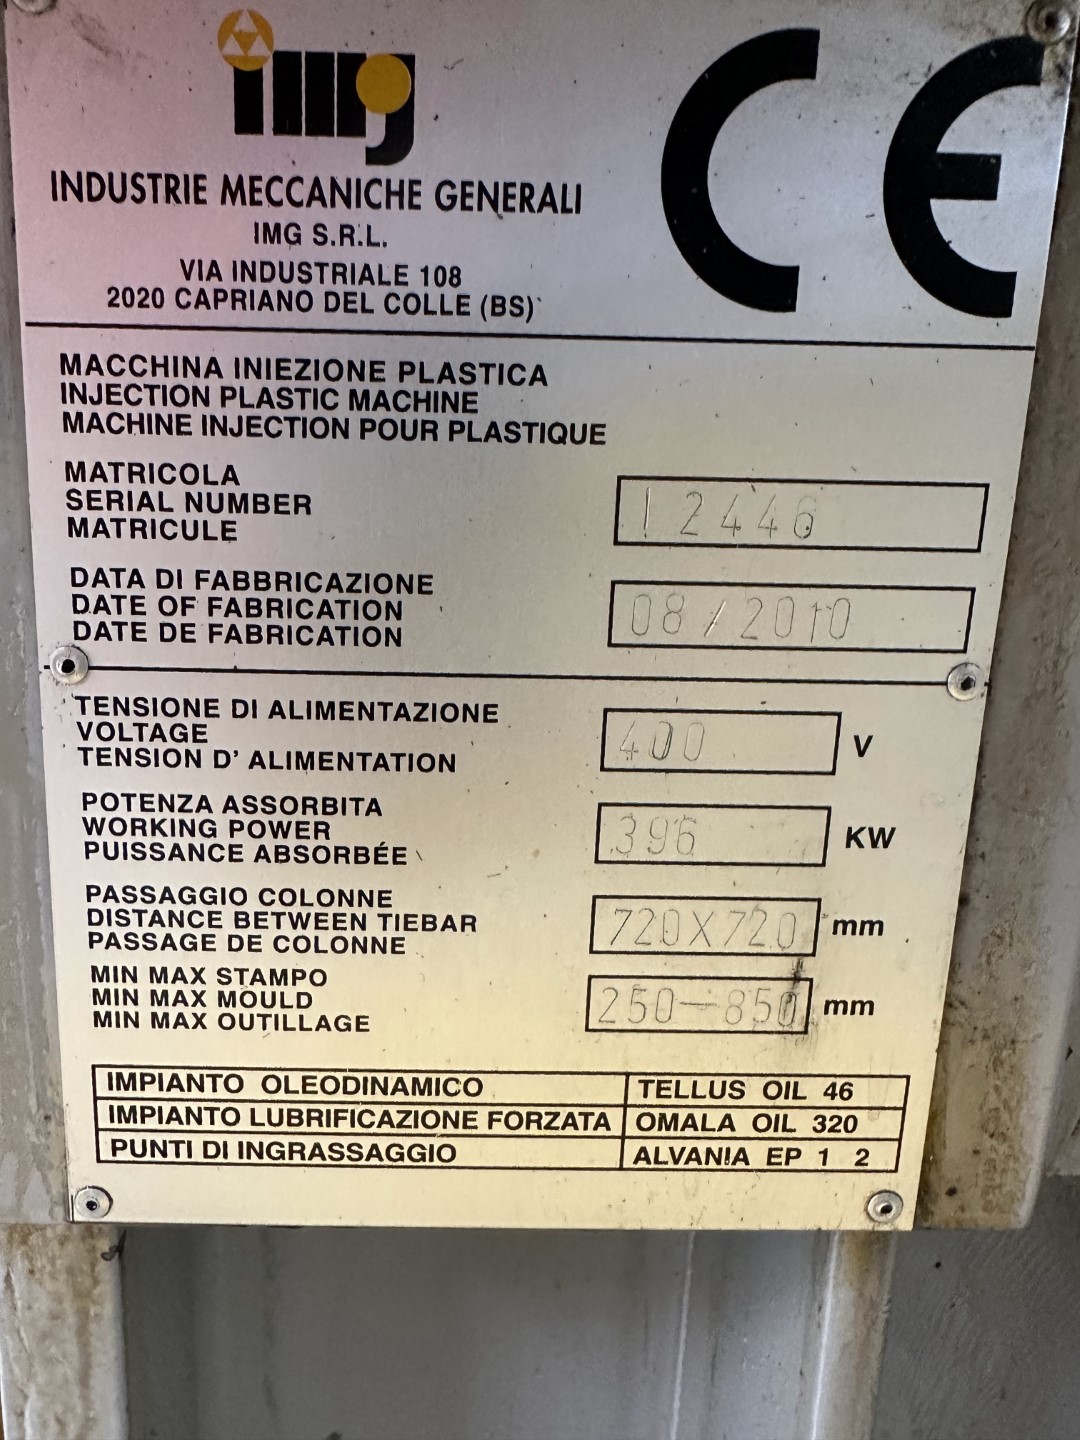 img
CE
INDUSTRIE MECCANICHE GENERALI
IMG S.R.L.
VIA INDUSTRIALE 108
2020 CAPRIANO DEL COLLE (BS)
MACCHINA INIEZIONE PLASTICA
INJECTION PLASTIC MACHINE
MACHINE INJECTION POUR PLASTIQUE
MATRICOLA
SERIAL NUMBER
MATRICULE
12446
DATA DI FABBRICAZIONE
DATE OF FABRICATION
DATE DE FABRICATION
08/2010
TENSIONE DI ALIMENTAZIONE
VOLTAGE
TENSION D' ALIMENTATION
400 V
POTENZA ASSORBITA
WORKING POWER
PUISSANCE ABSORBÉE
396 KW
PASSAGGIO COLONNE
DISTANCE BETWEEN TIEBAR
PASSAGE DE COLONNE
720X720 mm
MIN MAX STAMPO
MIN MAX MOULD
MIN MAX OUTILLAGE
250-850 mm
IMPIANTO OLEODINAMICO TELLUS OIL 46
IMPIANTO LUBRIFICAZIONE FORZATA OMALA OIL 320
PUNTI DI INGRASSAGGIO ALVANIA EP 1 2